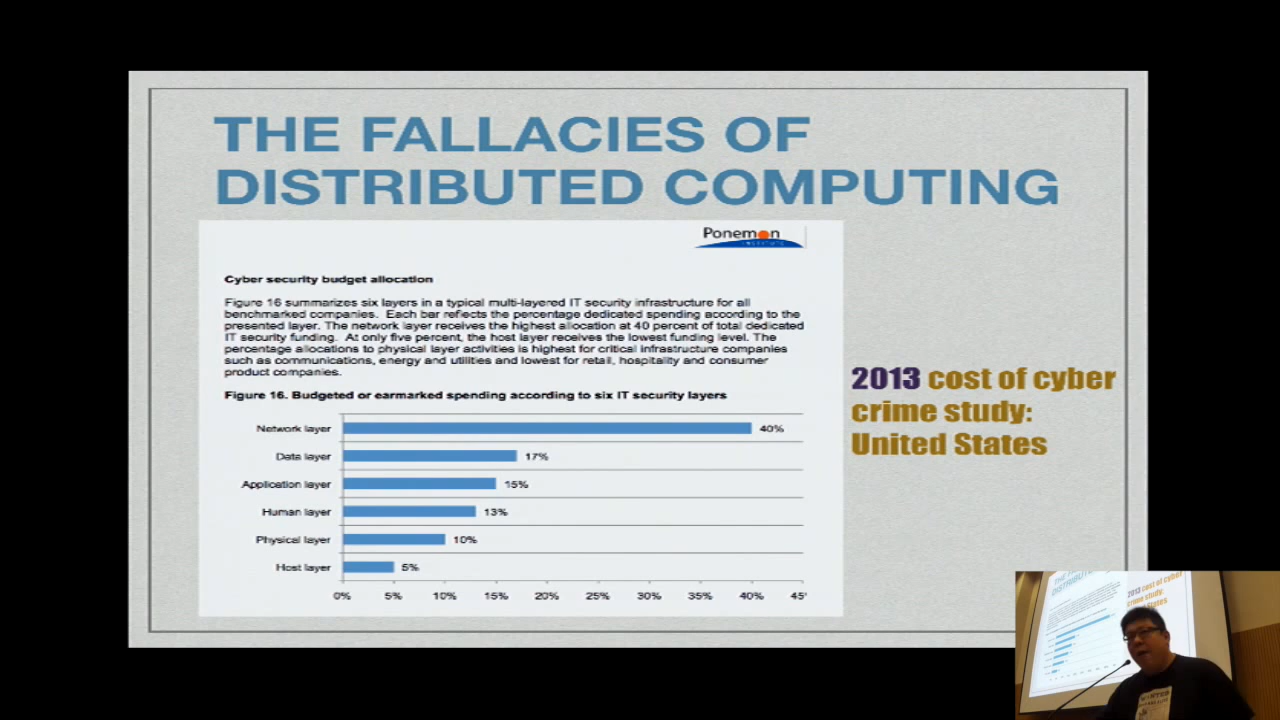 THE FALLACIES OF
DISTRIBUTED COMPUTING
Ponemon
INSTITUTE
Cyber security budget allocation
Figure 16 summarizes six layers in a typical multi-layered IT security infrastructure for all
benchmarked companies. Each bar reflects the percentage dedicated spending according to the
presented layer. The network layer receives the highest allocation at 40 percent of total dedicated
IT security funding. At only five percent, the host layer receives the lowest funding level. The
percentage allocations to physical layer activities is highest for critical infrastructure companies
such as communications, energy and utilities and lowest for retail, hospitality and consumer
product companies.
Figure 16. Budgeted or earmarked spending according to six IT security layers
Network layer 40%
Data layer 17%
Application layer 15%
Human layer 13%
Physical layer 10%
Host layer 5%
0% 5% 10% 15% 20% 25% 30% 35% 40% 45
2013 cost of cyber
crime study:
United States